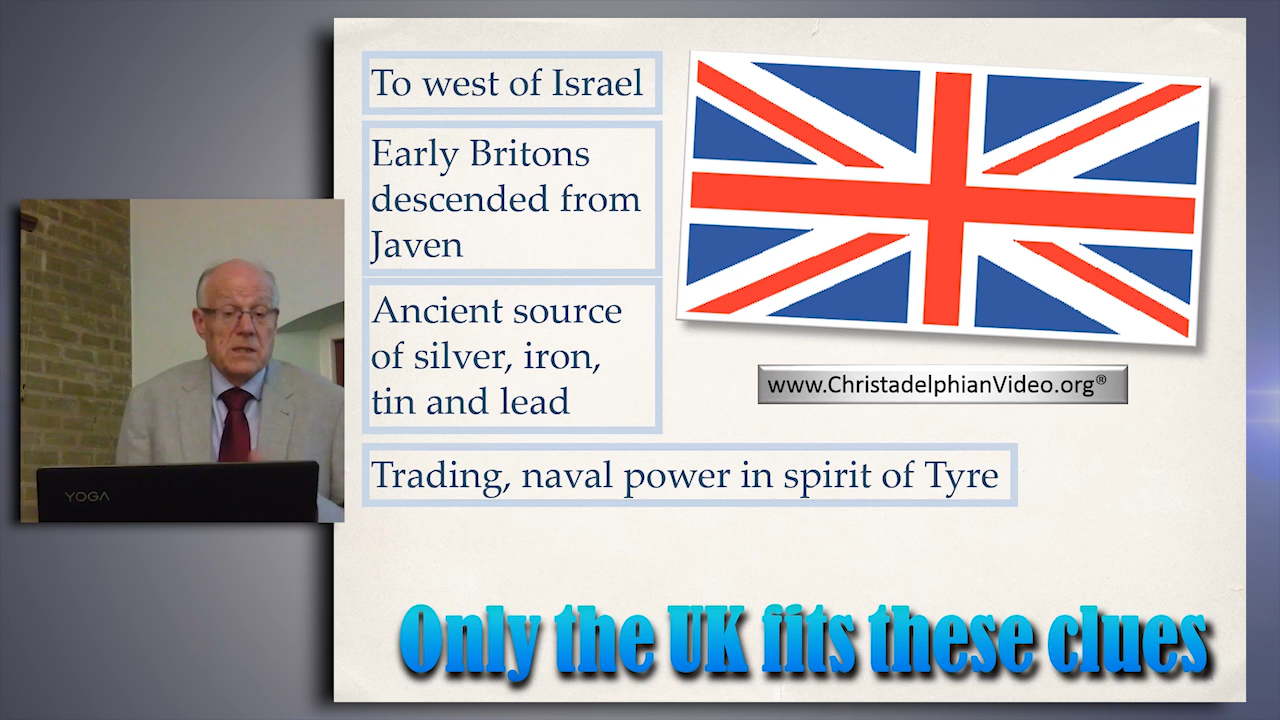 To west of Israel
Early Britons
descended from
Javen
Ancient source
of silver, iron,
tin and lead
www.ChristadelphianVideo.org®
Trading, naval power in spirit of Tyre
Only the UK fits these clues
YOGA